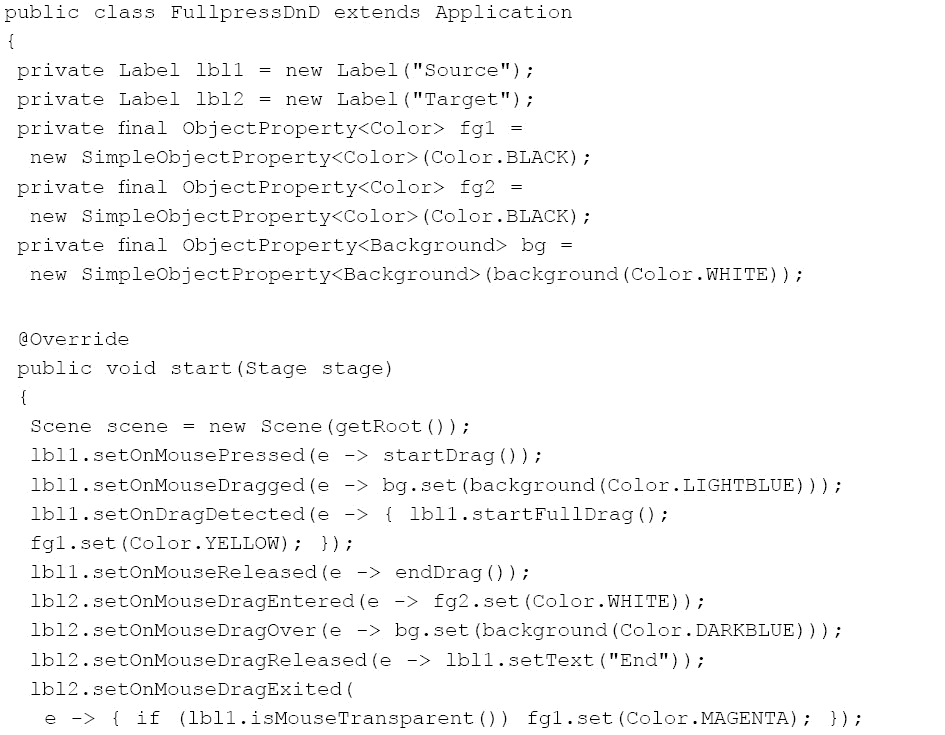 public class FullpressDnD extends Application
{
private Label lbl1 = new Label("Source");
private Label lbl2 = new Label("Target");
private final ObjectProperty<Color> fg1 =
new SimpleObjectProperty<Color>(Color.BLACK);
private final ObjectProperty<Color> fg2 =
new SimpleObjectProperty<Color>(Color.BLACK);
private final ObjectProperty<Background> bg =
new SimpleObjectProperty<Background>(background(Color.WHITE));
@Override
public void start(Stage stage)
{
Scene scene = new Scene(getRoot());
lbl1.setOnMousePressed(e -> startDrag());
lbl1.setOnMouseDragged(e -> bg.set(background(Color.LIGHTBLUE)));
lbl1.setOnDragDetected(e -> { lbl1.startFullDrag();
fg1.set(Color.YELLOW); });
lbl1.setOnMouseReleased(e -> endDrag());
lbl2.setOnMouseDragEntered(e -> fg2.set(Color.WHITE));
lbl2.setOnMouseDragOver(e -> bg.set(background(Color.DARKBLUE)));
lbl2.setOnMouseDragReleased(e -> lbl1.setText("End"));
lbl2.setOnMouseDragExited(
e -> { if (lbl1.isMouseTransparent()) fg1.set(Color.MAGENTA); });